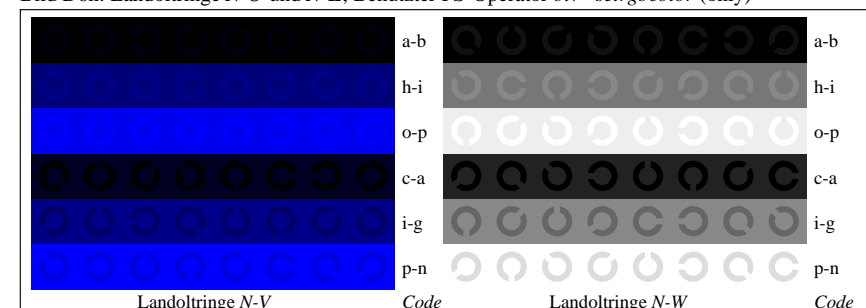 a-b a-b
h-i h-i
o-p o-p
c-a c-a
i-g i-g
p-n p-n
Landoltringe N-V Code Landoltringe N-W Code